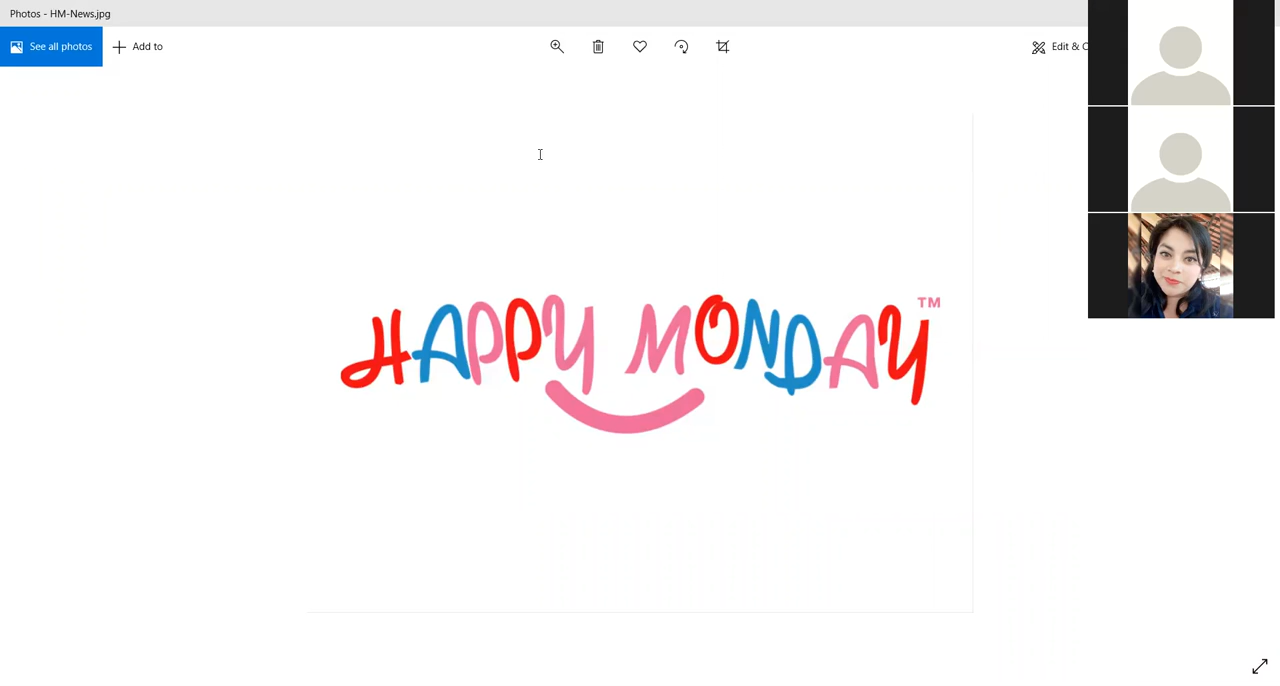 Photos - HM-News.jpg
See all photos
Add to
Edit & C
HAPPY MONDAY™